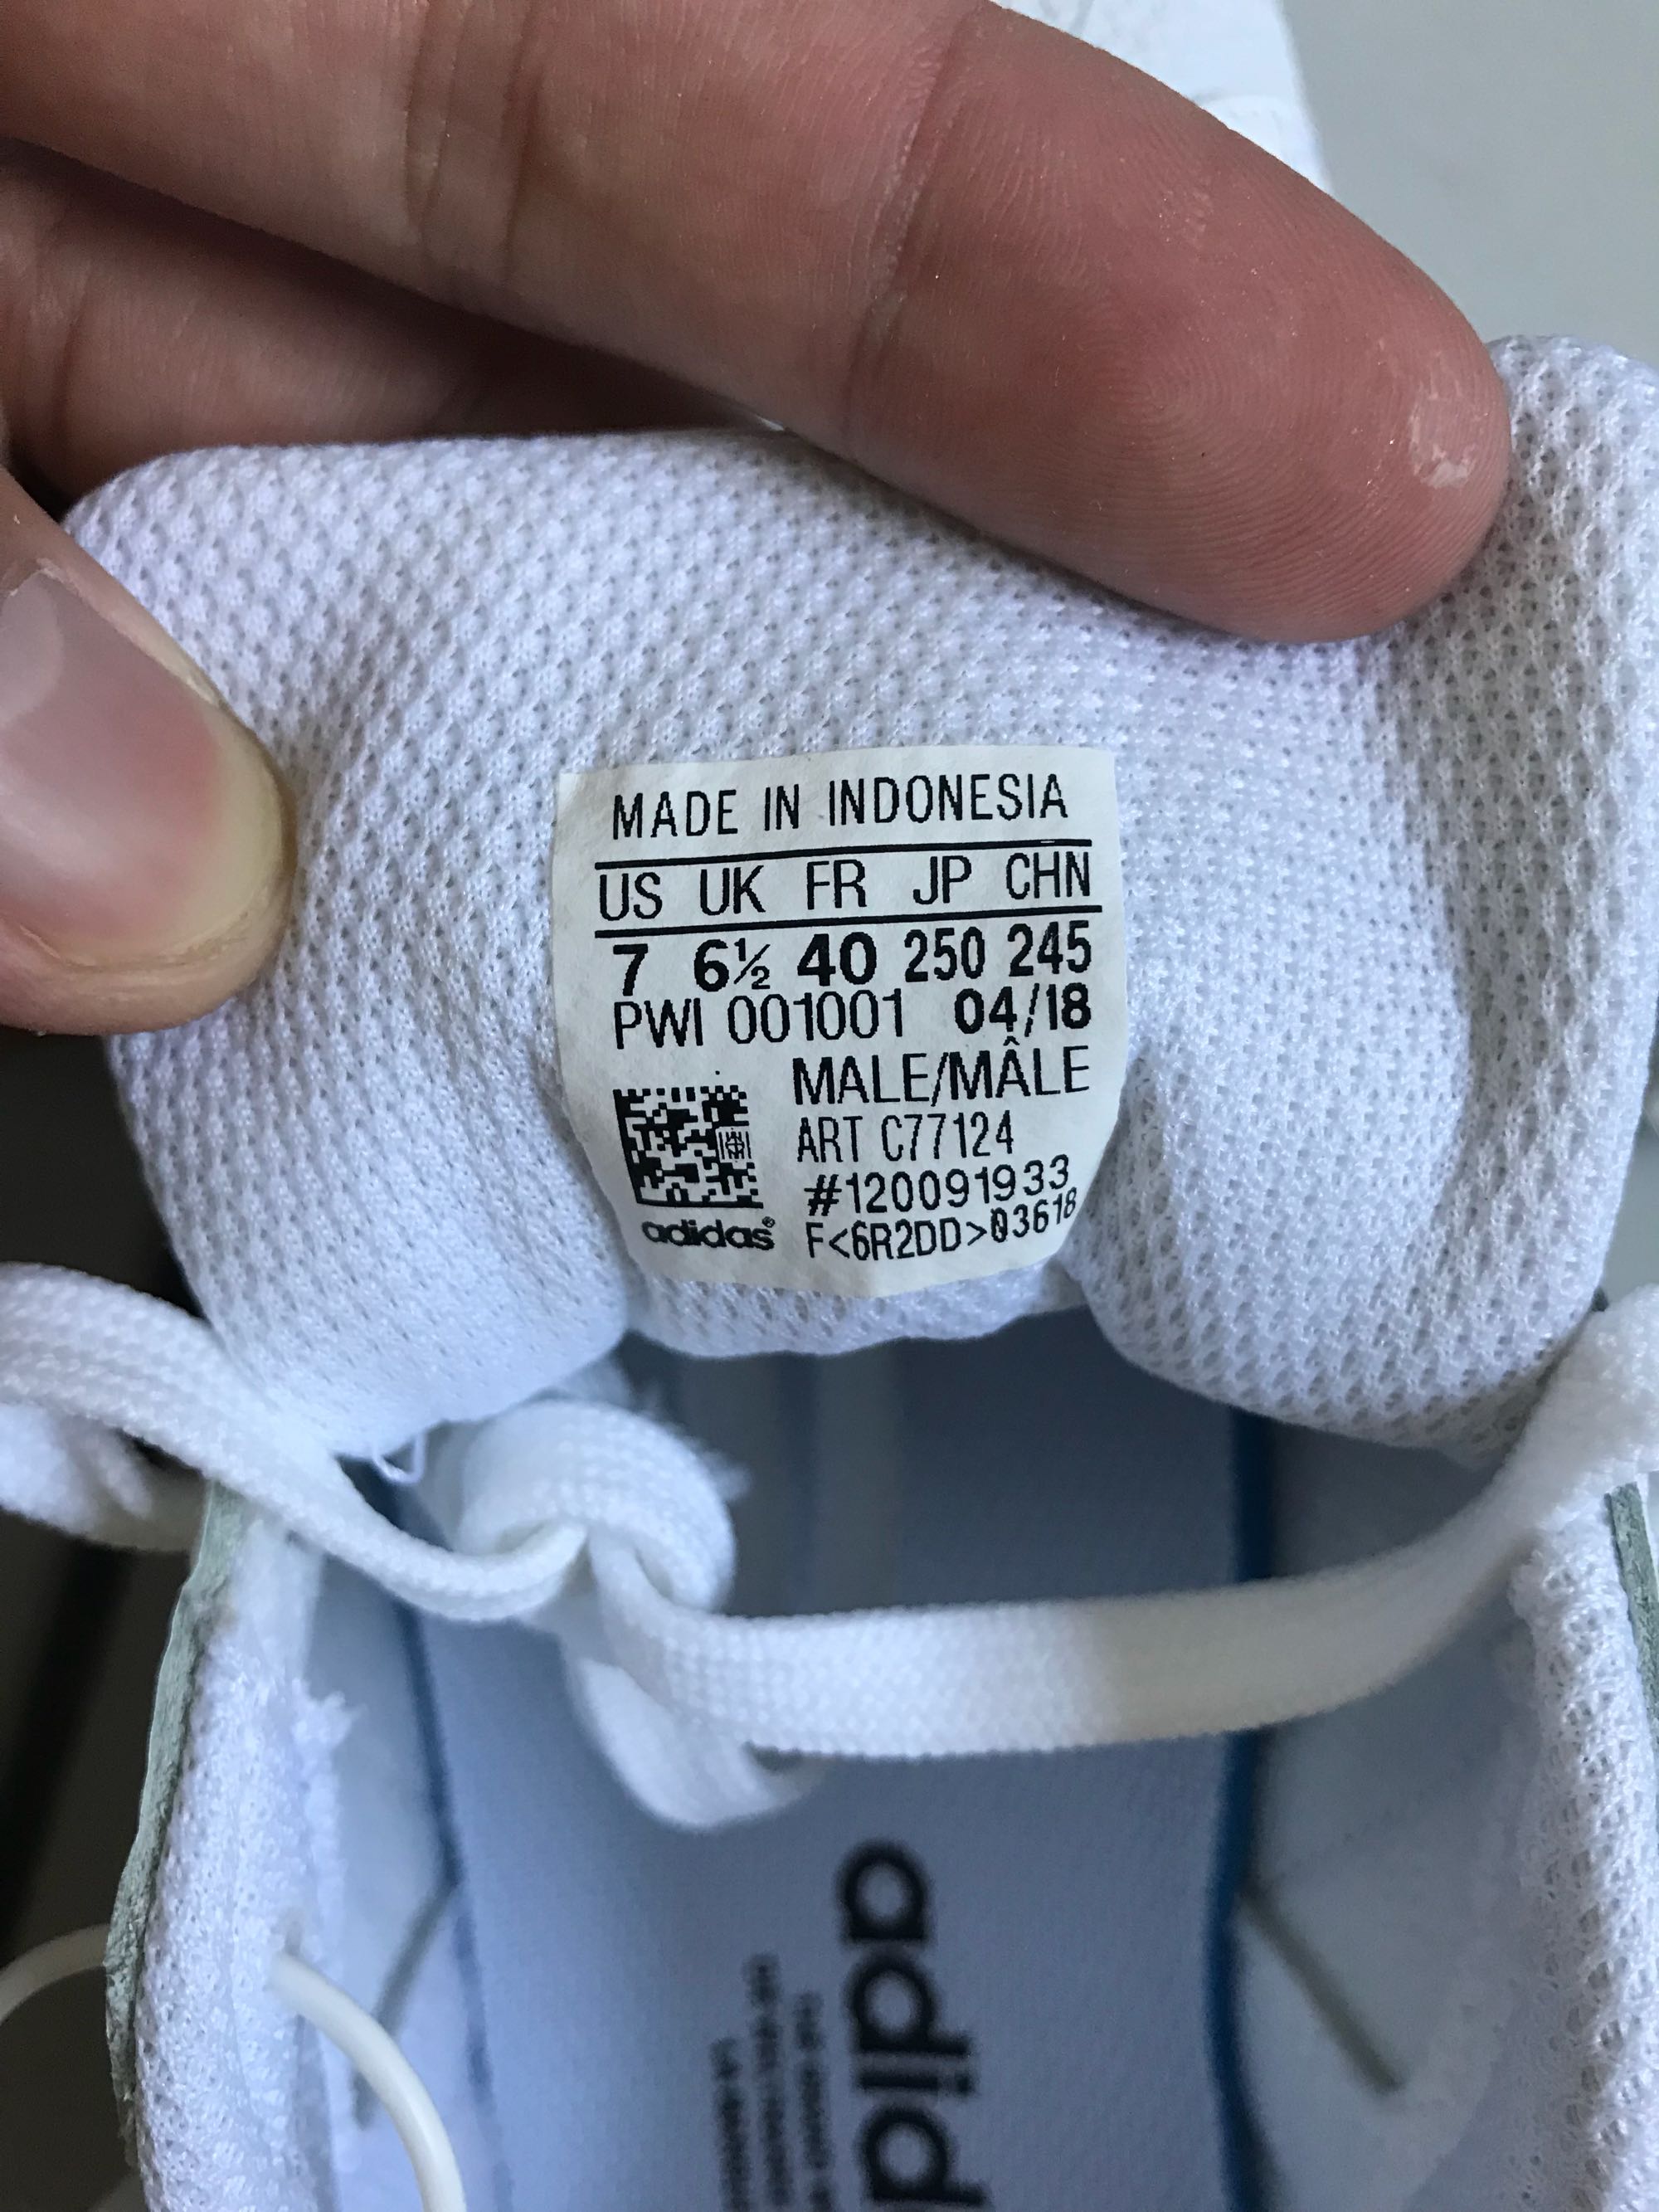 MADE IN INDONESIA
US UK FR JP CHN
7 6½ 40 250 245
PWI 001001 04/18
MALE/MÂLE
ART C77124
#120091933
F<6R2DD>03618
adidas®
adid